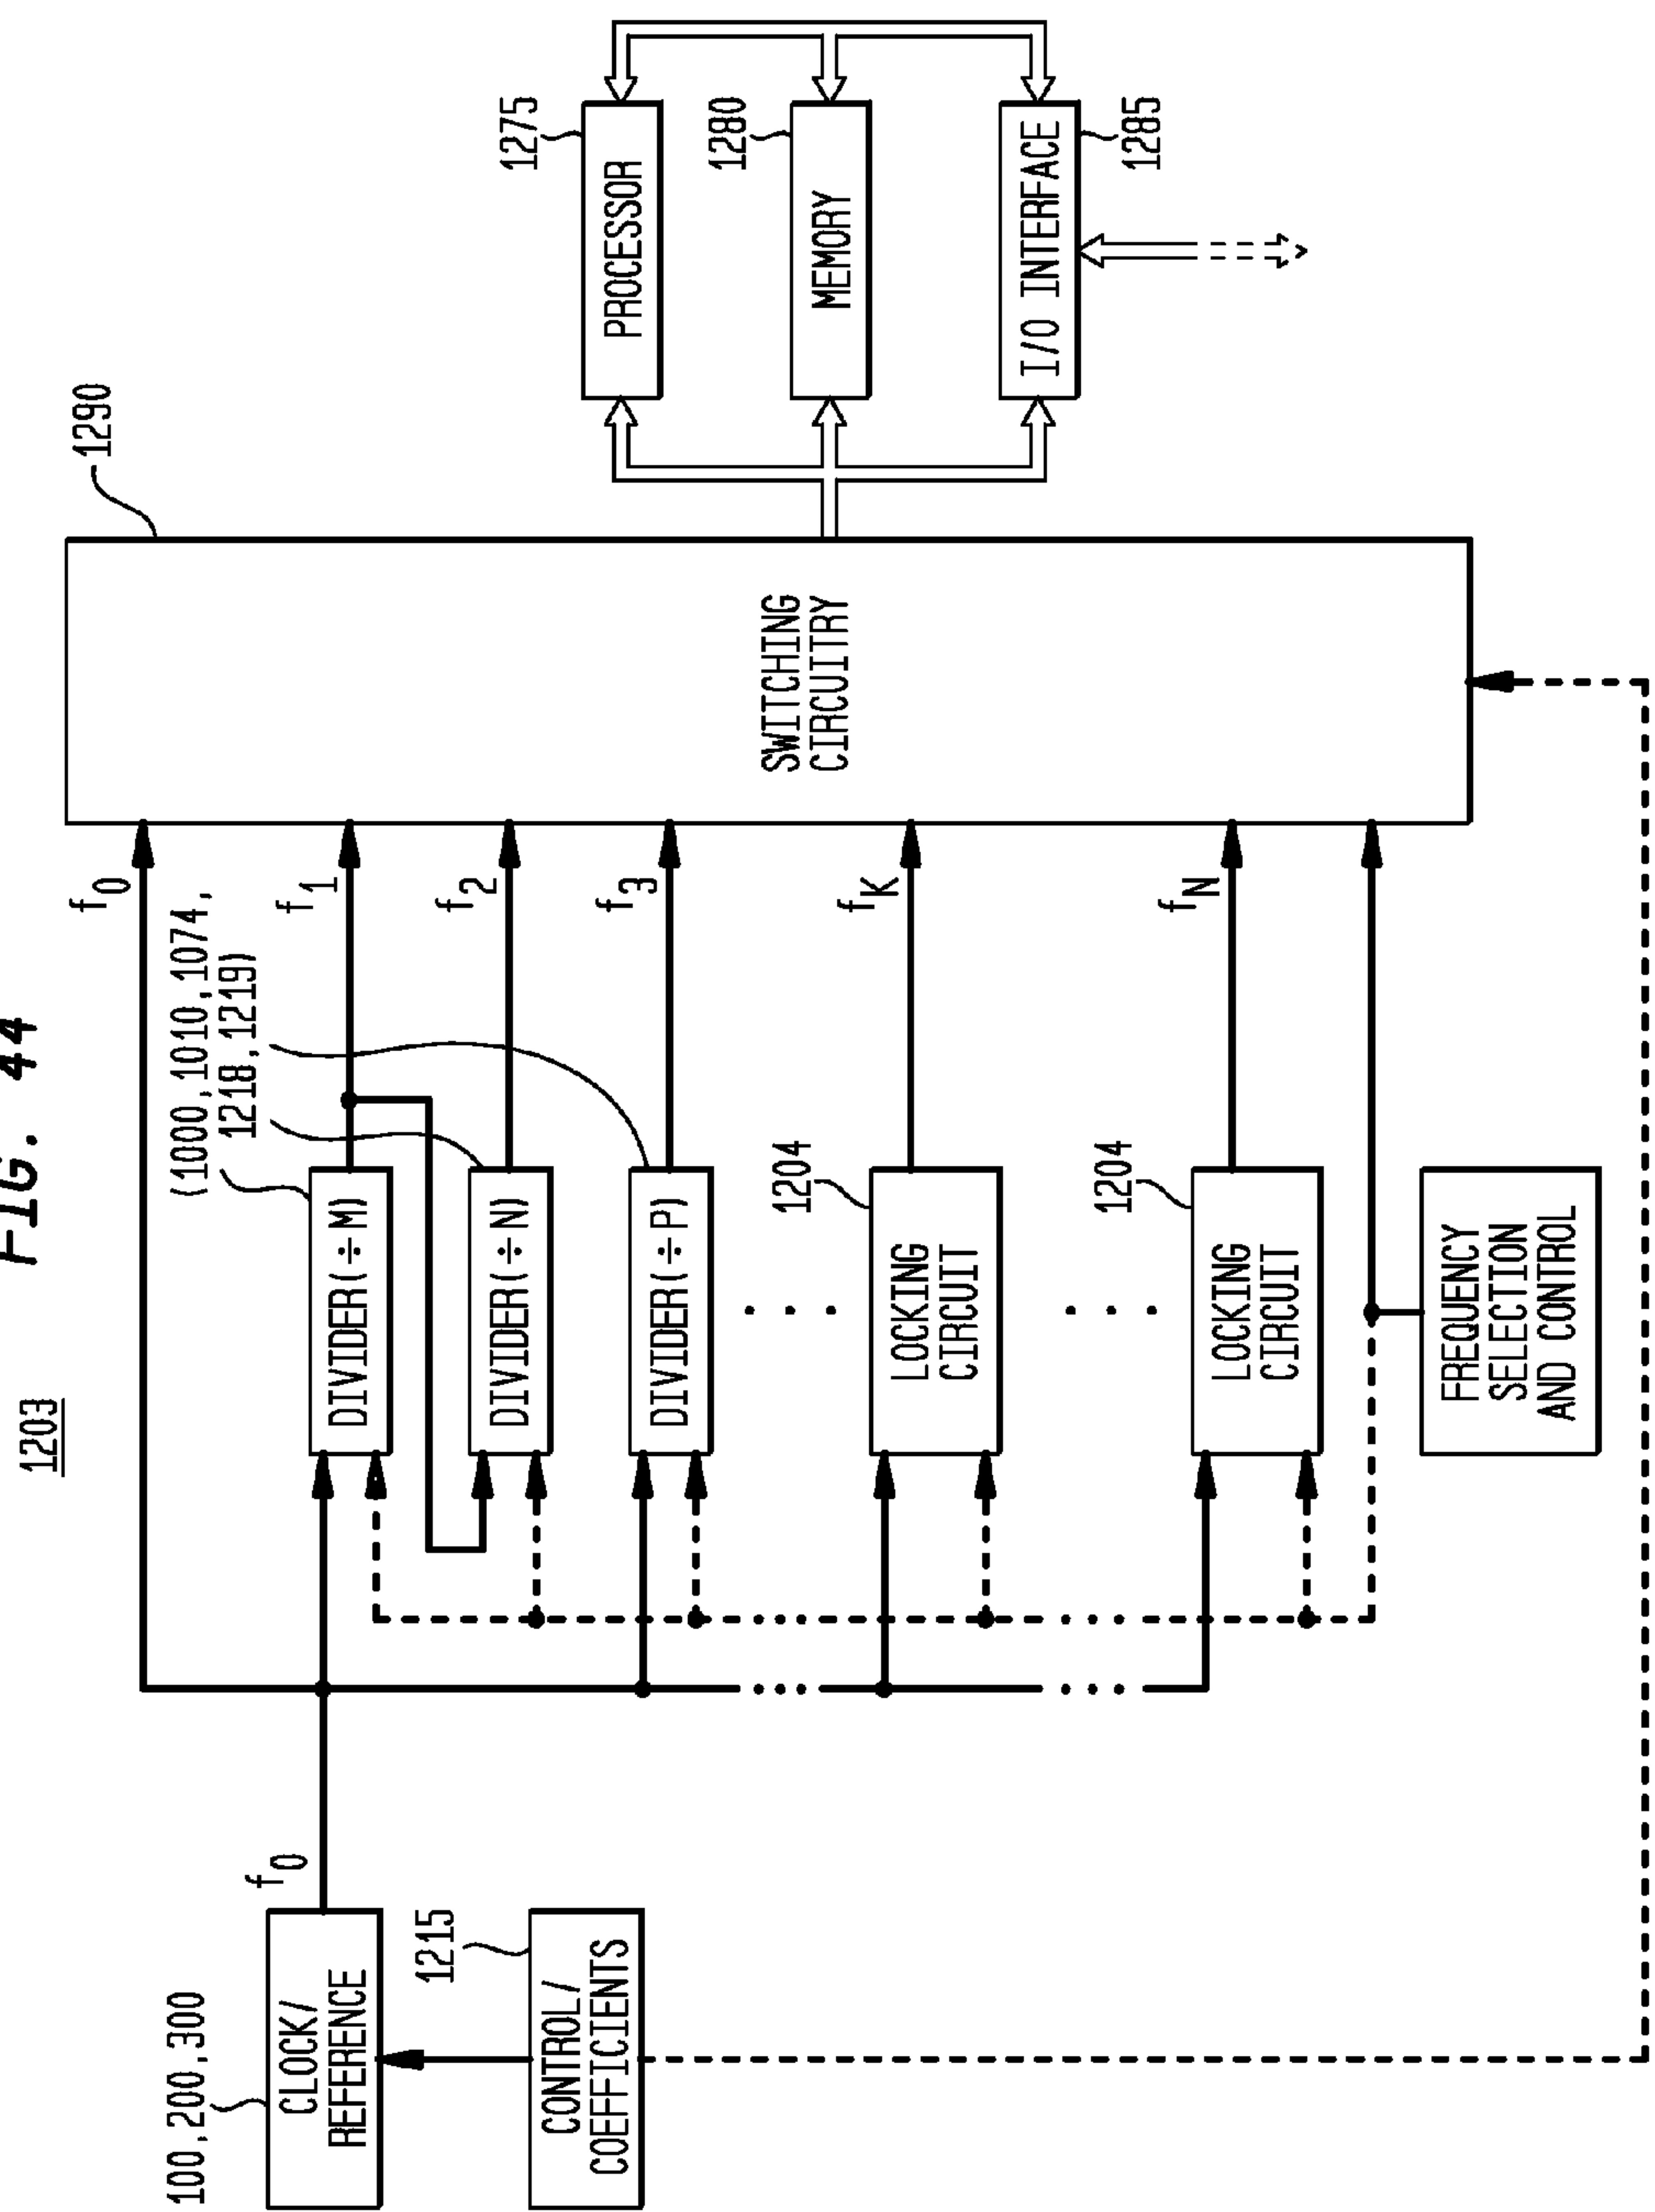 FIG. 44
1203
100,200,300
CLOCK/
REFERENCE
f0
1215
CONTROL/
COEFFICIENTS
(1000,1010,1074,
1218,1219)
DIVIDER(÷M)
DIVIDER(÷N)
DIVIDER(÷P)
1204
LOCKING
CIRCUIT
1204
LOCKING
CIRCUIT
FREQUENCY
SELECTION
AND CONTROL
f0
f1
f2
f3
fK
fN
1290
SWITCHING
CIRCUITRY
1275
PROCESSOR
1280
MEMORY
I/O INTERFACE
1285